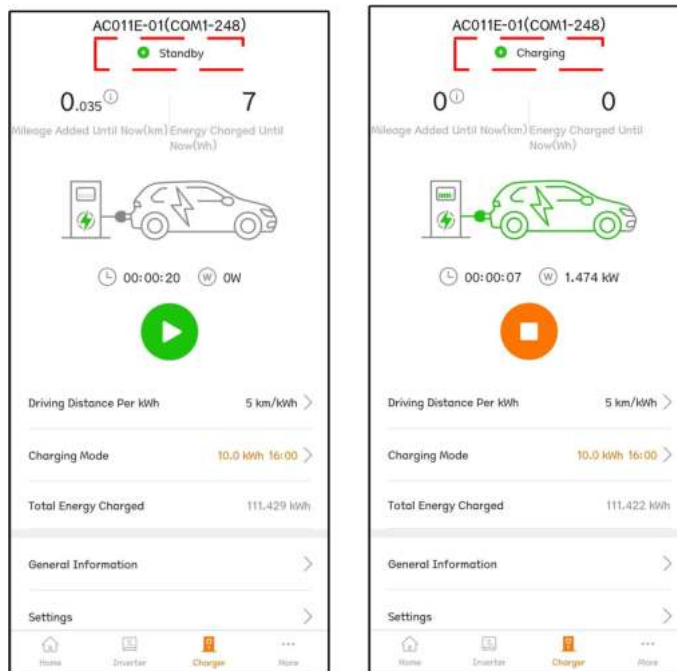 AC011E-01(COM1-248)
Standby
0.035
7
Mileage Added Until Now(km)
Energy Charged Until
Now(Wh)
00:00:20
W
0W
Driving Distance Per kWh
5 km/kWh
Charging Mode
10.0 kWh 16:00
Total Energy Charged
111.429 kWh
General Information
Settings
Home
Inverter
Charger
More
AC011E-01(COM1-248)
Charging
0
0
Mileage Added Until Now(km)
Energy Charged Until
Now(Wh)
00:00:07
W
1.474 kW
Driving Distance Per kWh
5 km/kWh
Charging Mode
10.0 kWh 16:00
Total Energy Charged
111.422 kWh
General Information
Settings
Home
Inverter
Charger
More